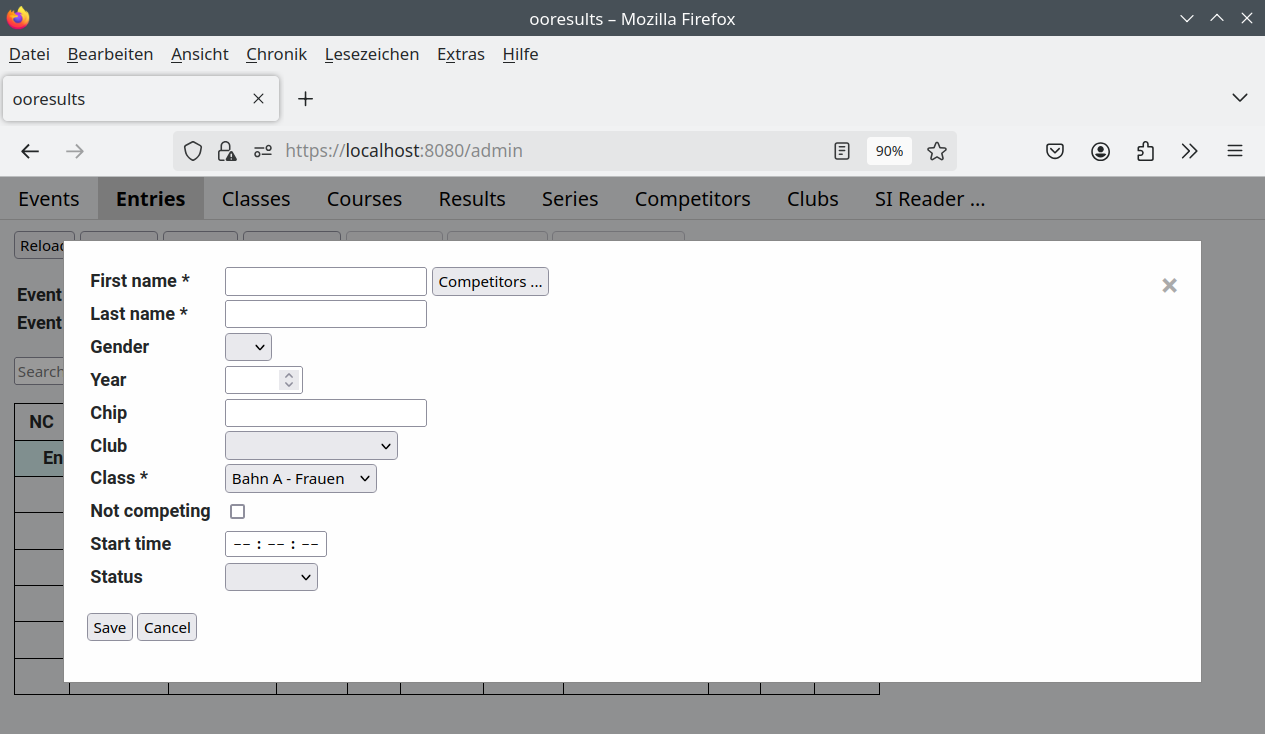 ooresults – Mozilla Firefox
Datei Bearbeiten Ansicht Chronik Lesezeichen Extras Hilfe
ooresults
https://localhost:8080/admin 90%
Events Entries Classes Courses Results Series Competitors Clubs SI Reader ...
First name * Competitors ...
Event
Last name *
Event
Gender
Search
Year
Chip
NC
Club
Class * Bahn A - Frauen
Not competing
Start time -- : -- : --
Status
Save Cancel